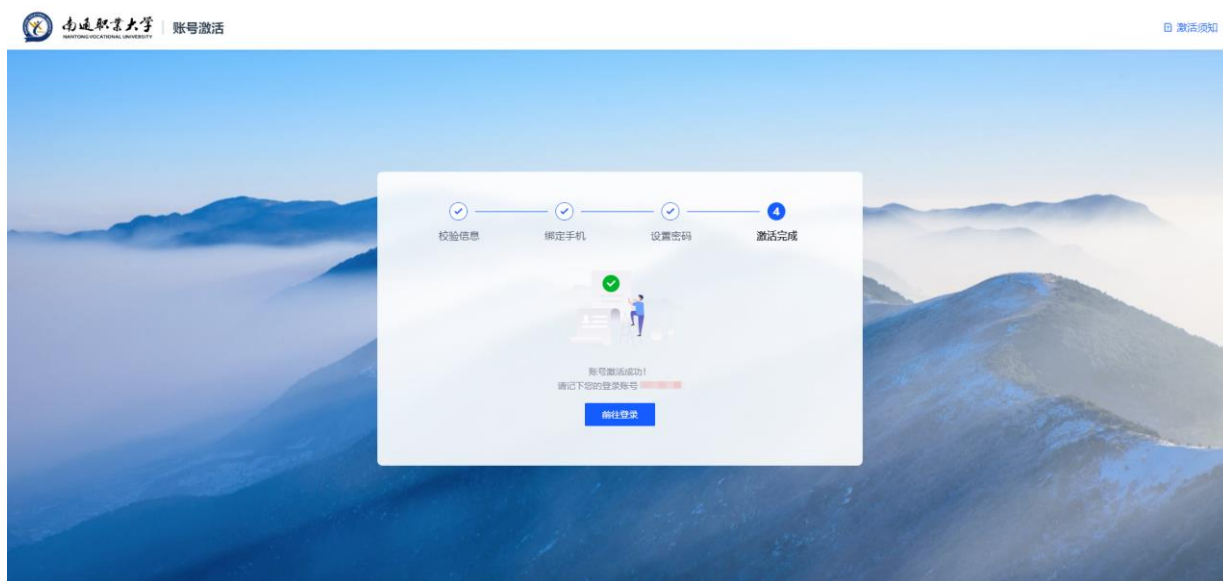 南通职业大学
NANTONG VOCATIONAL UNIVERSITY
账号激活
激活须知
4
校验信息
绑定手机
设置密码
激活完成
账号激活成功！
请记下您的登录账号
前往登录